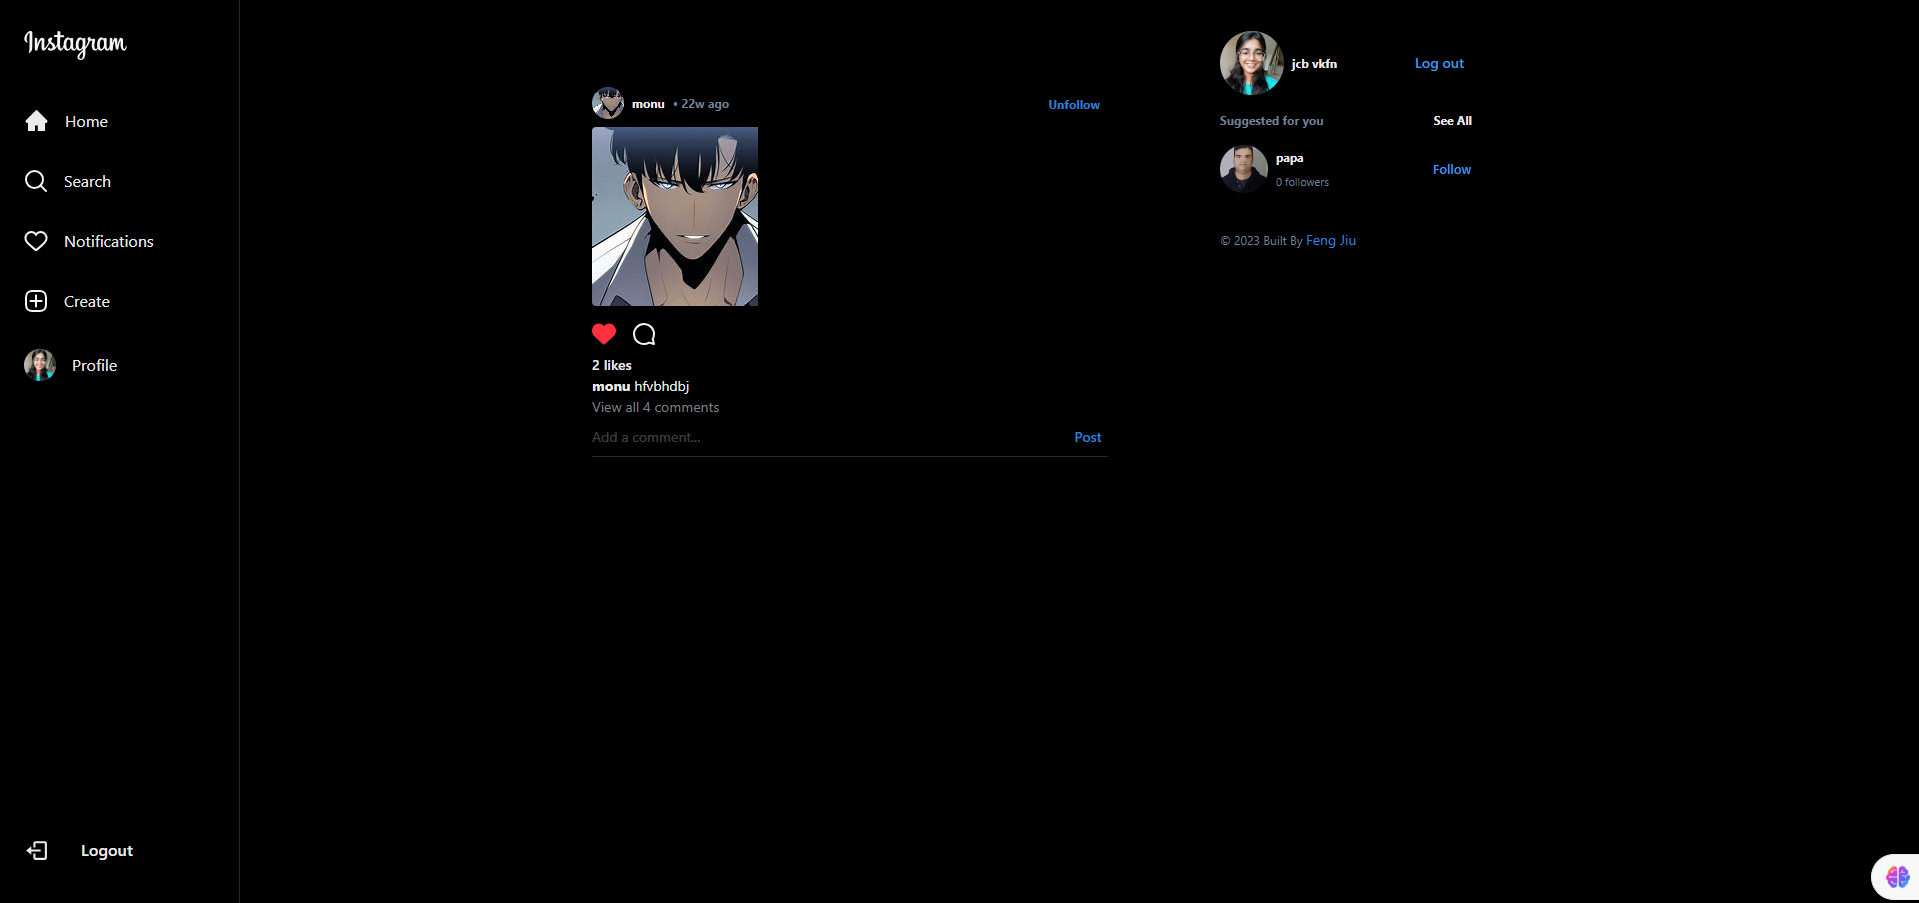 Instagram
Home
Search
Notifications
Create
Profile
Logout
monu • 22w ago
Unfollow
2 likes
monu hfvbhdbj
View all 4 comments
Add a comment...
Post
jcb vkfn
Log out
Suggested for you
See All
papa
0 followers
Follow
© 2023 Built By Feng Jiu